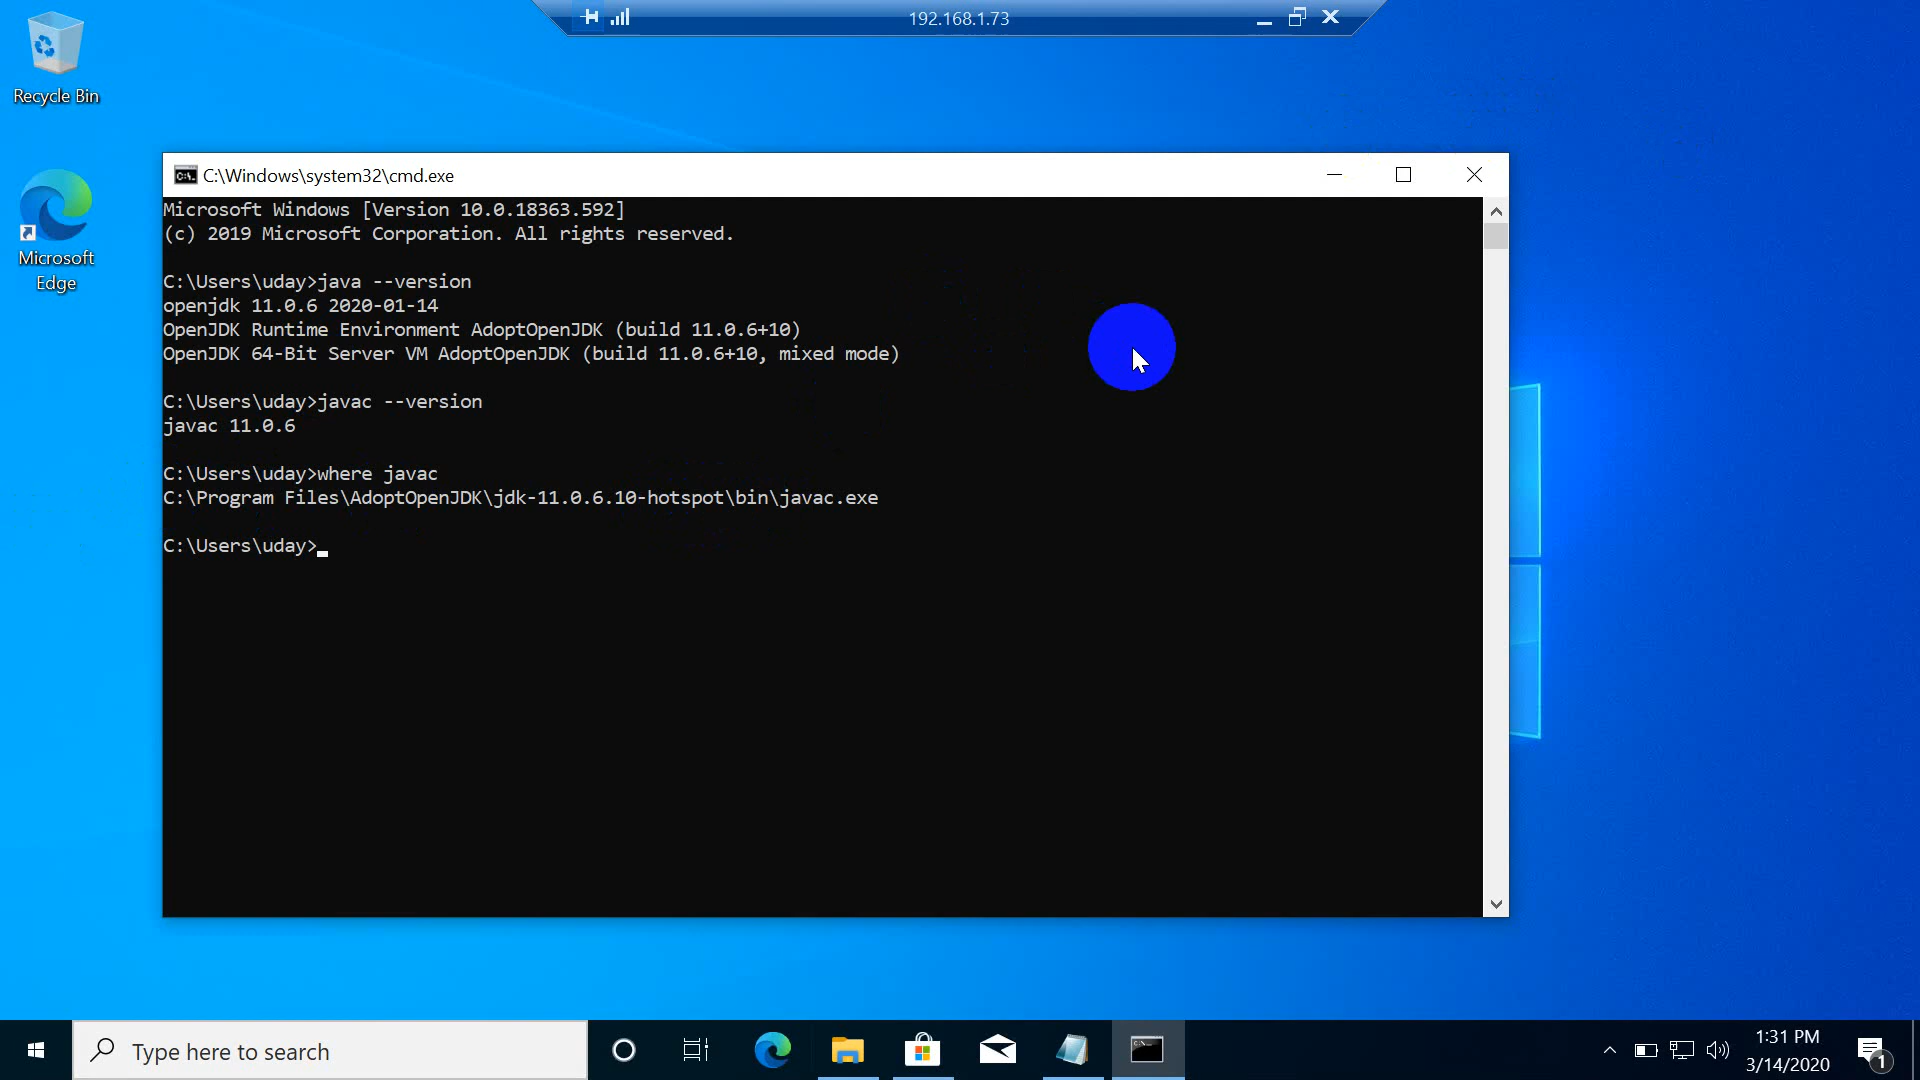 192.168.1.73
Recycle Bin
Microsoft
Edge
C:\Windows\system32\cmd.exe
Microsoft Windows [Version 10.0.18363.592]
(c) 2019 Microsoft Corporation. All rights reserved.
C:\Users\uday>java --version
openjdk 11.0.6 2020-01-14
OpenJDK Runtime Environment AdoptOpenJDK (build 11.0.6+10)
OpenJDK 64-Bit Server VM AdoptOpenJDK (build 11.0.6+10, mixed mode)
C:\Users\uday>javac --version
javac 11.0.6
C:\Users\uday>where javac
C:\Program Files\AdoptOpenJDK\jdk-11.0.6.10-hotspot\bin\javac.exe
C:\Users\uday>
Type here to search
1:31 PM
3/14/2020
1